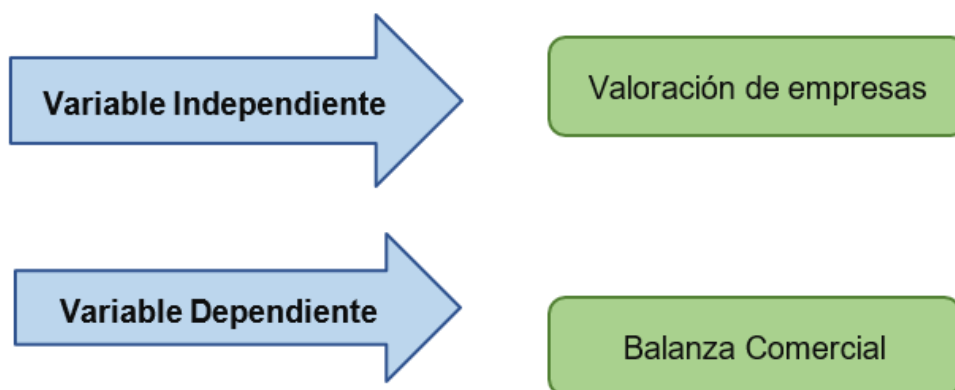 Variable Independiente
Valoración de empresas
Variable Dependiente
Balanza Comercial